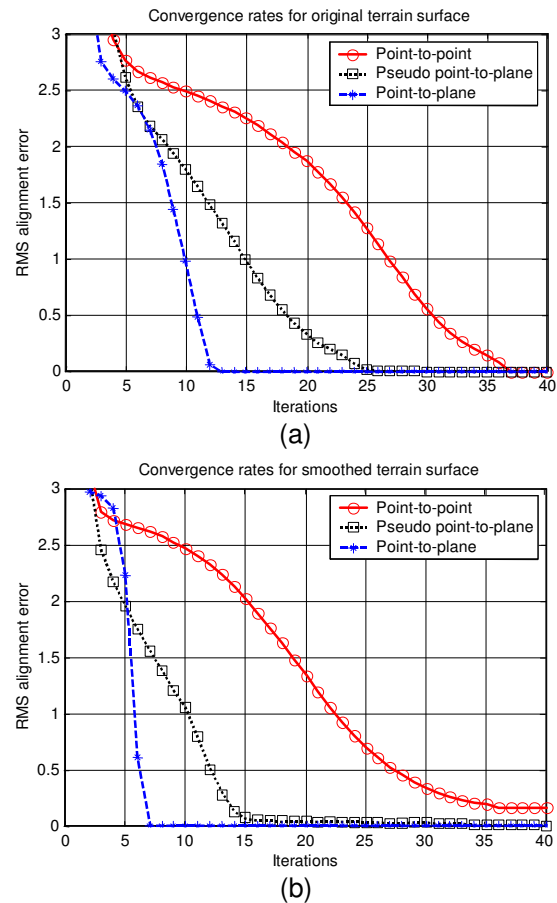 Convergence rates for original terrain surface
Point-to-point
Pseudo point-to-plane
Point-to-plane
RMS alignment error
3
2.5
2
1.5
1
0.5
0
0 5 10 15 20 25 30 35 40
Iterations
(a)
Convergence rates for smoothed terrain surface
Point-to-point
Pseudo point-to-plane
Point-to-plane
RMS alignment error
3
2.5
2
1.5
1
0.5
0
0 5 10 15 20 25 30 35 40
Iterations
(b)